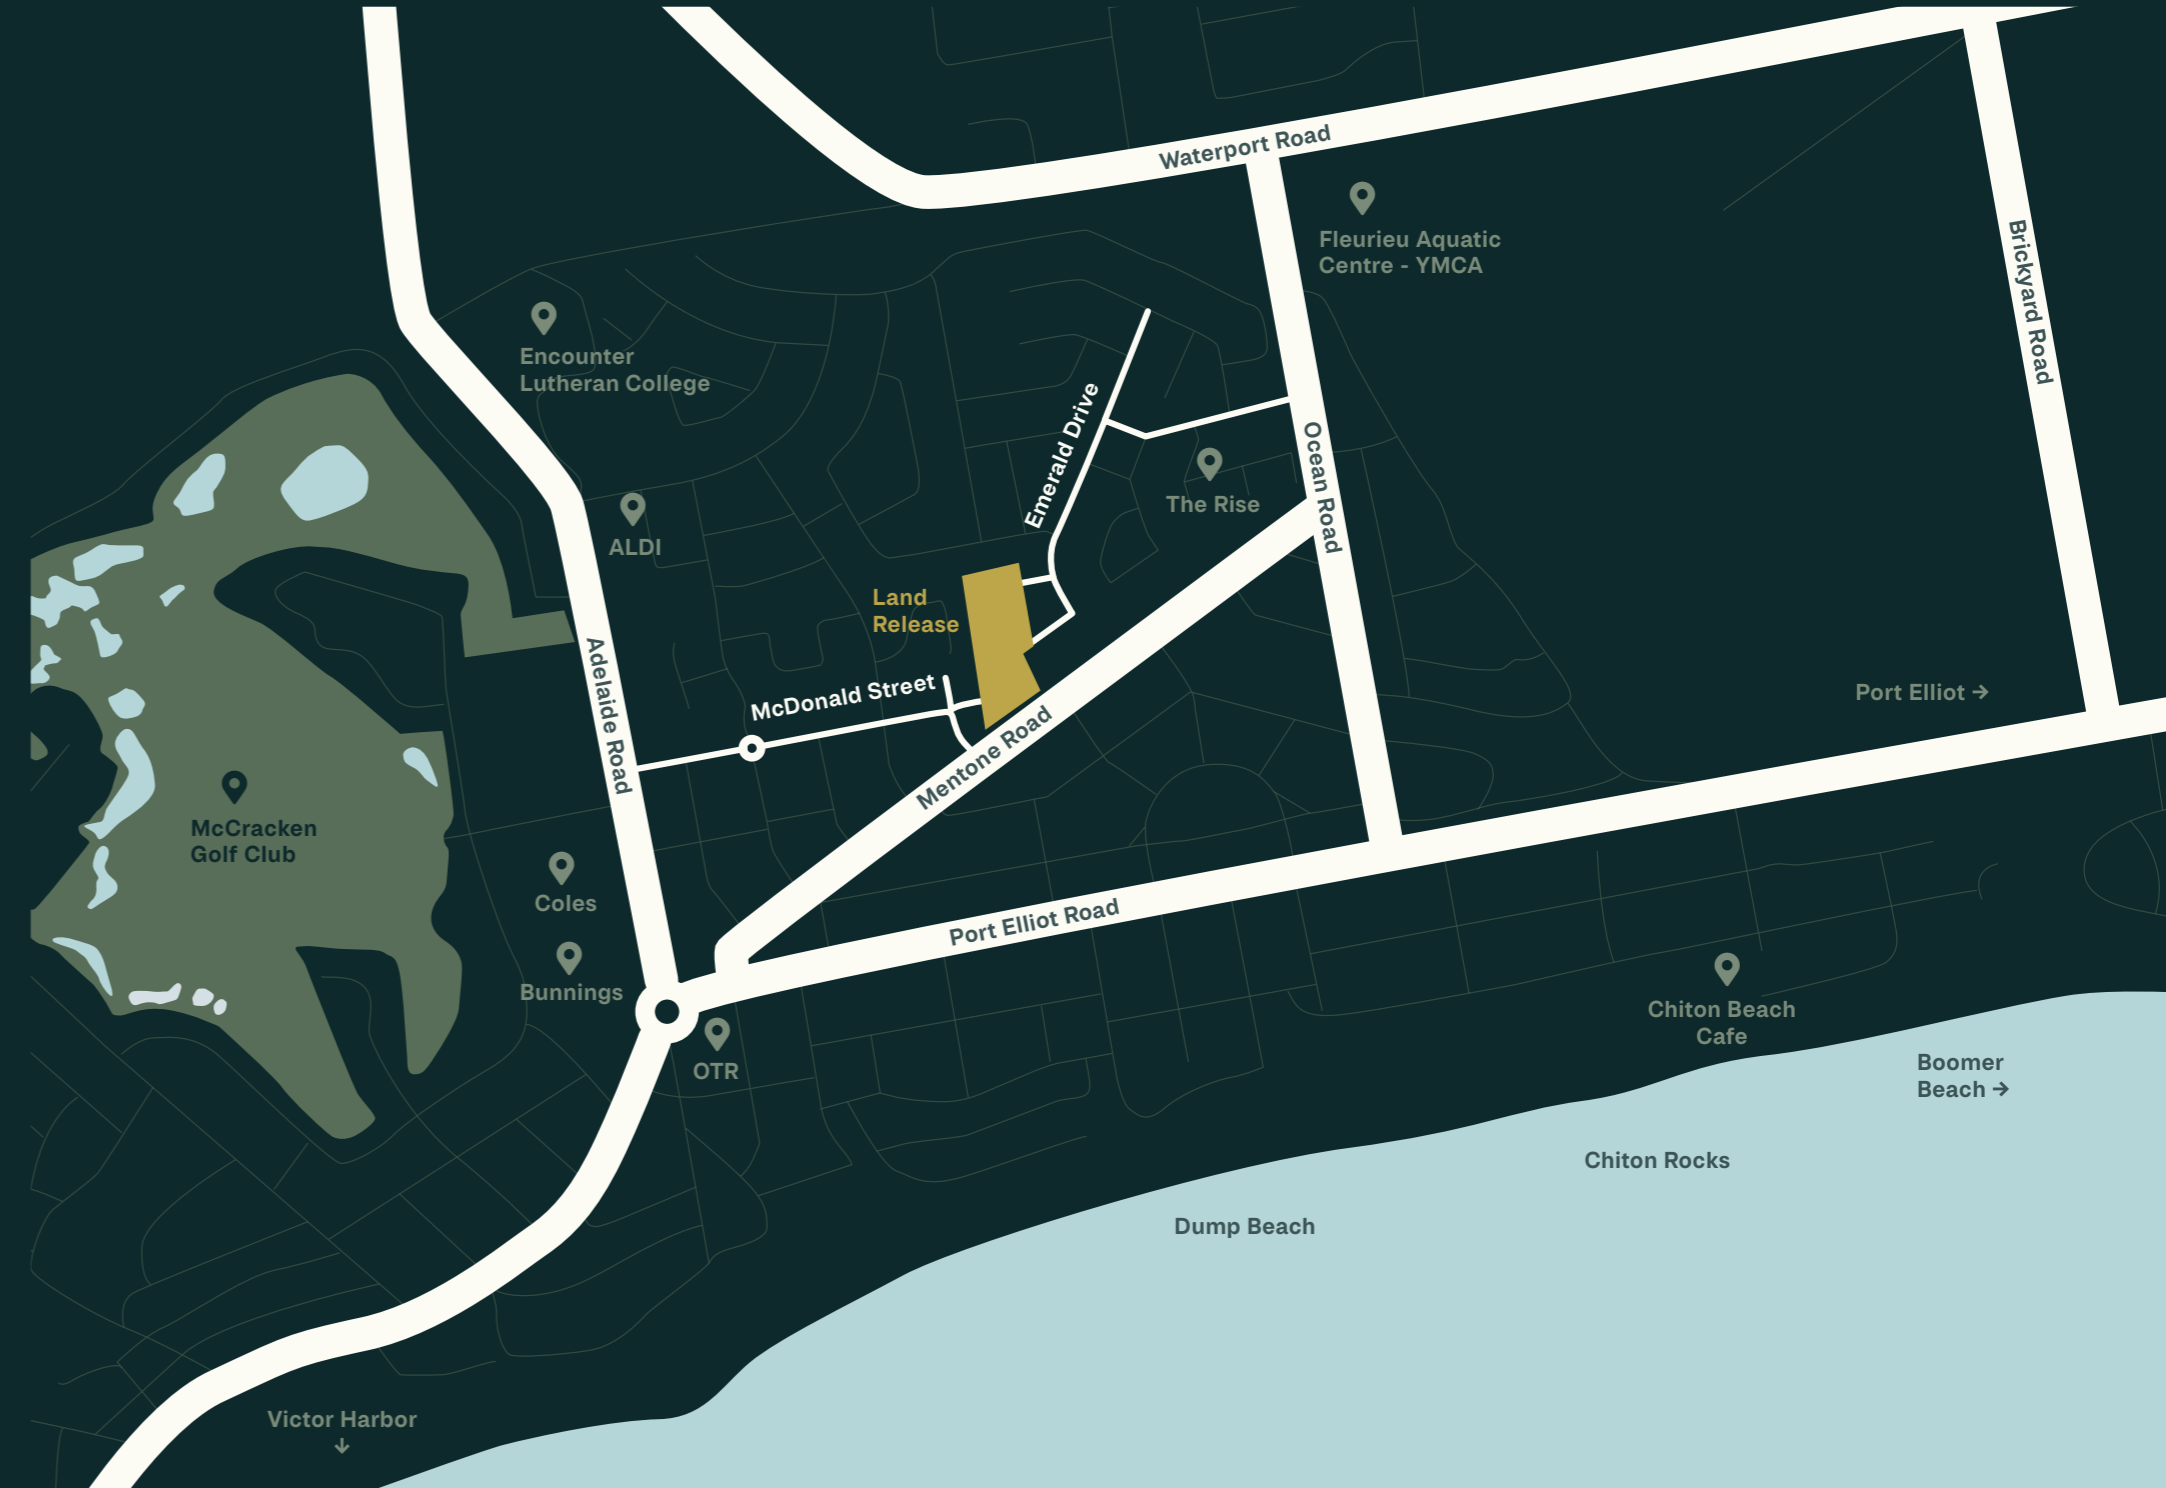 Waterport Road
Fleurieu Aquatic
Centre - YMCA
Brickyard Road
Encounter
Lutheran College
Emerald Drive
Ocean Road
The Rise
ALDI
Land
Release
Adelaide Road
McDonald Street
Port Elliot →
Mentone Road
McCracken
Golf Club
Coles
Port Elliot Road
Bunnings
OTR
Chiton Beach
Cafe
Boomer
Beach →
Chiton Rocks
Dump Beach
Victor Harbor
↓